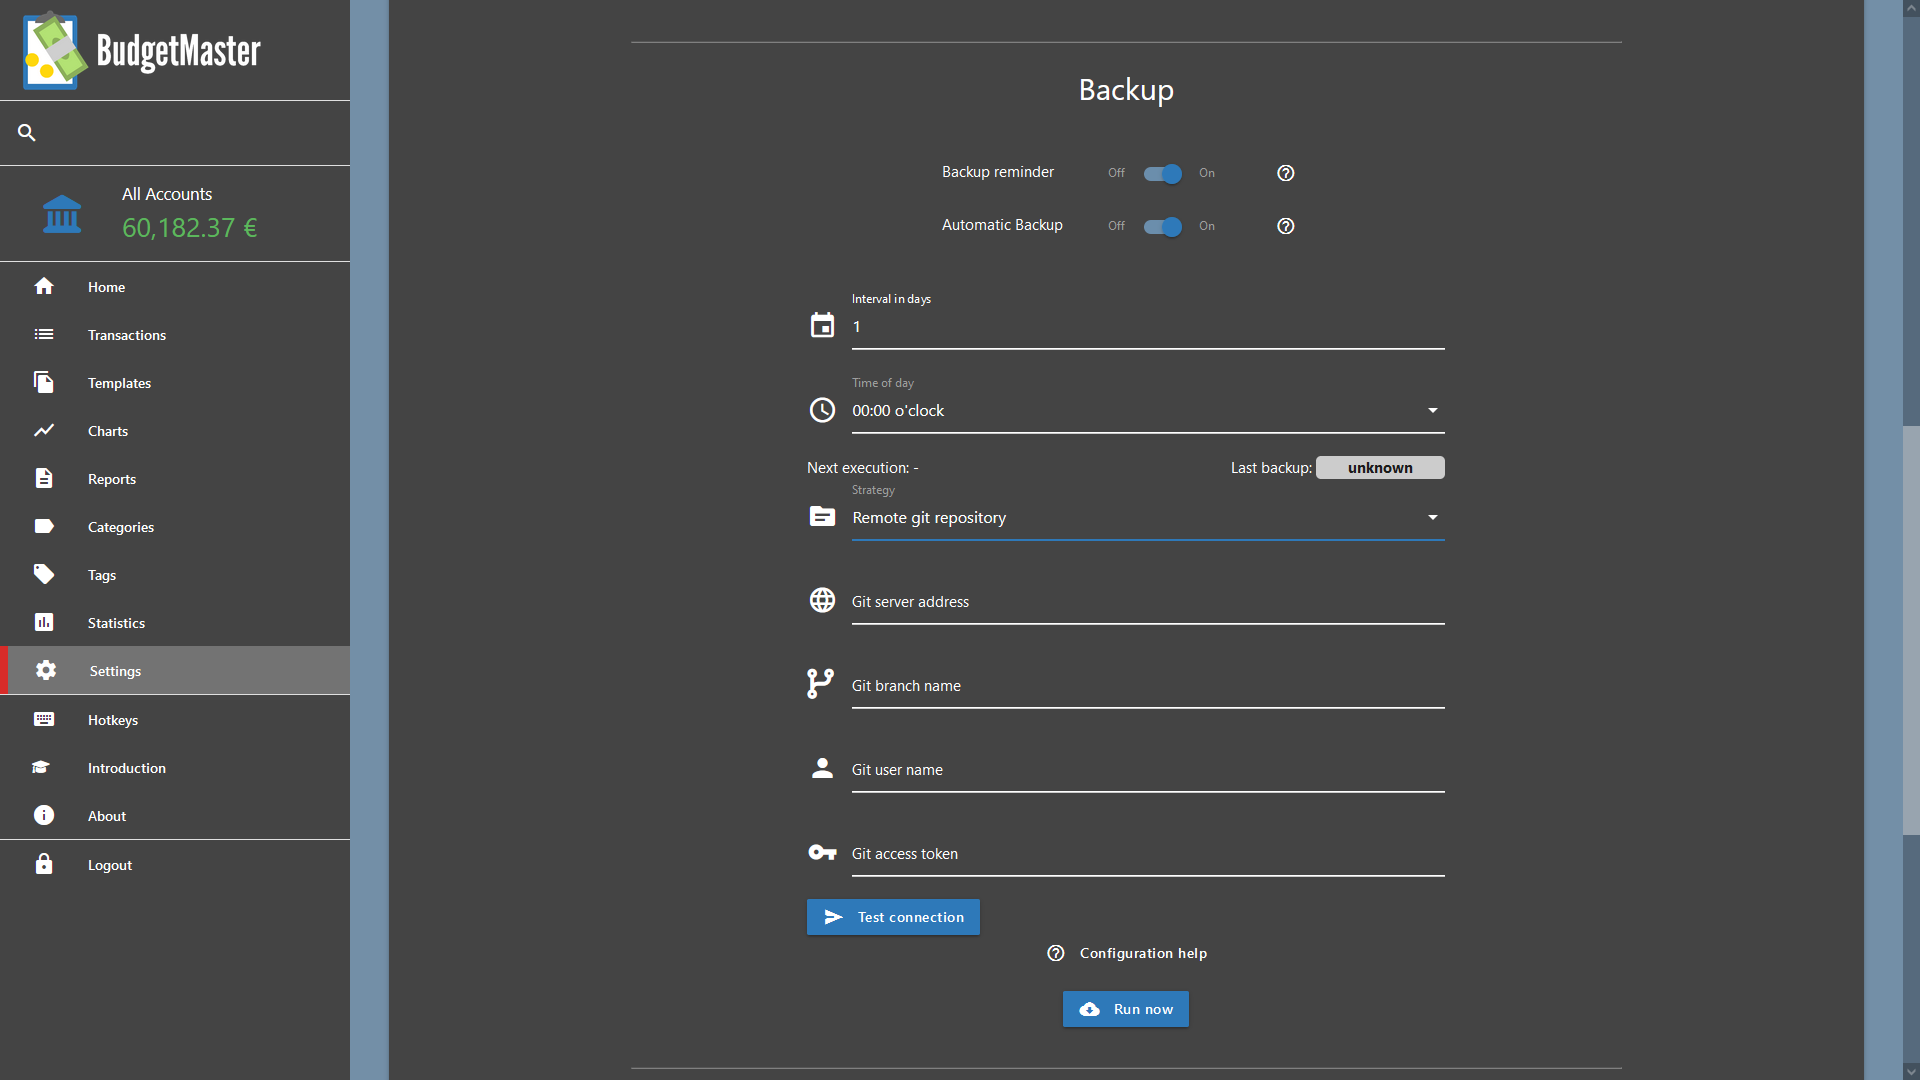 BudgetMaster
All Accounts
60,182.37 €
Home
Transactions
Templates
Charts
Reports
Categories
Tags
Statistics
Settings
Hotkeys
Introduction
About
Logout
Backup
Backup reminder Off On
Automatic Backup Off On
Interval in days
1
Time of day
00:00 o'clock
Next execution: - Last backup: unknown
Strategy
Remote git repository
Git server address
Git branch name
Git user name
Git access token
Test connection
Configuration help
Run now